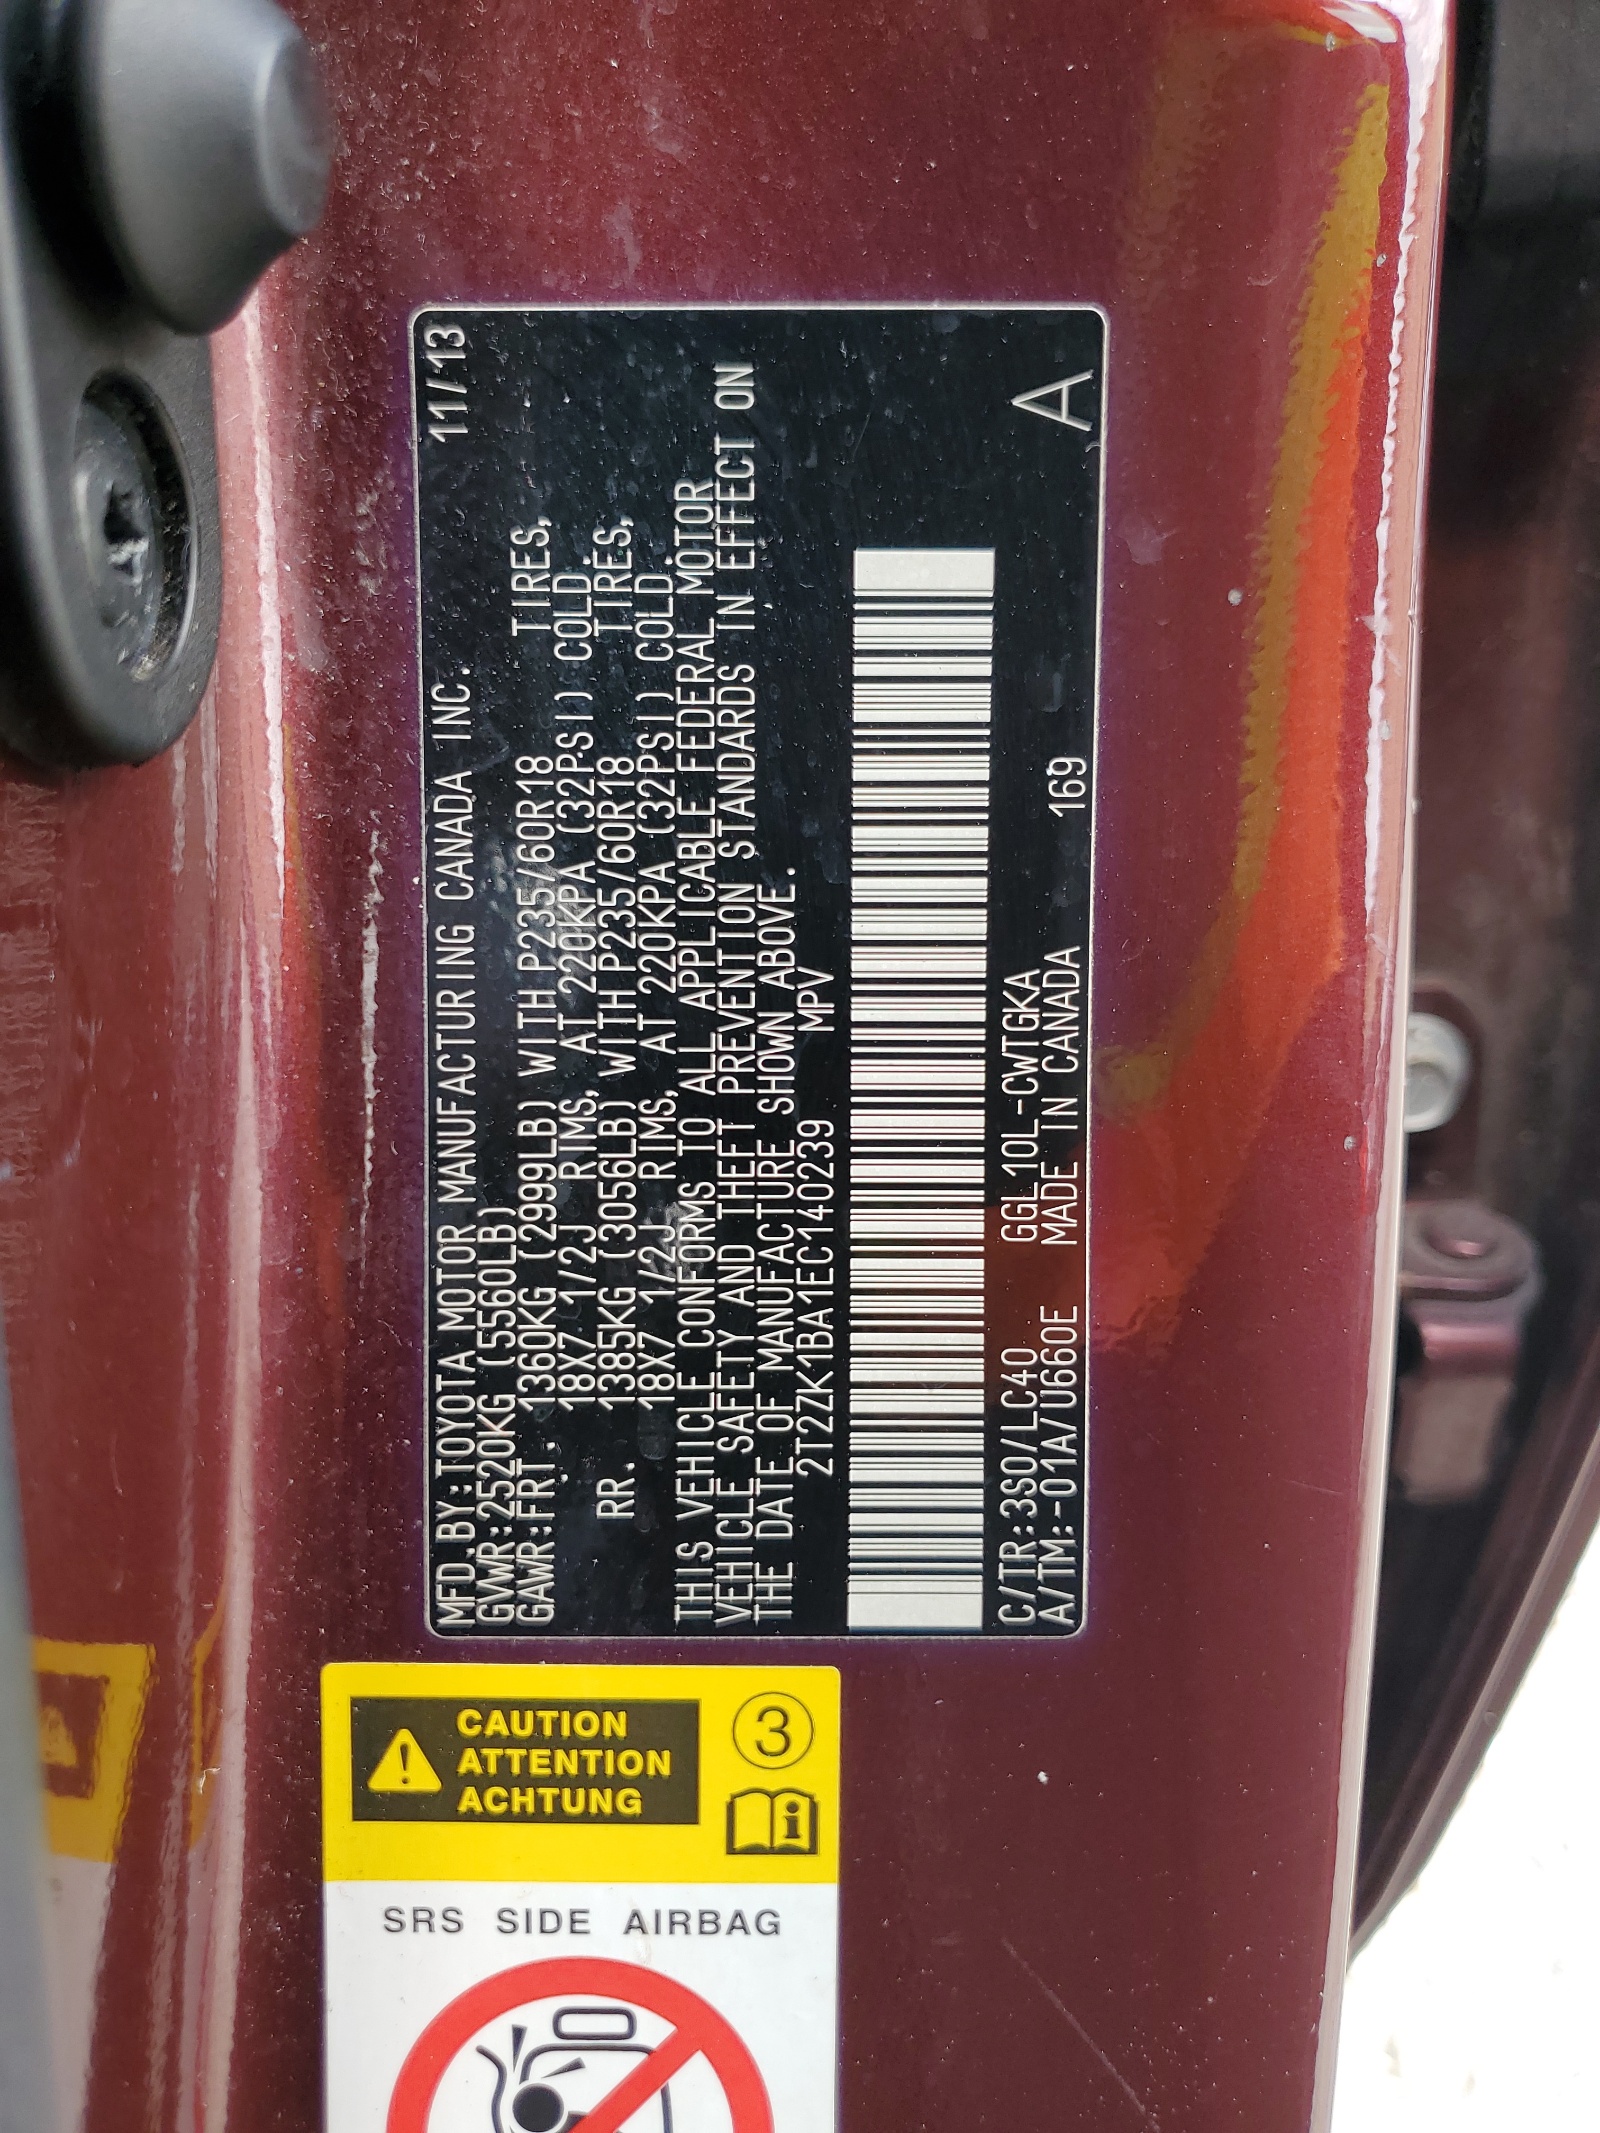 MFD.BY:TOYOTA MOTOR MANUFACTURING CANADA INC. 11/13
GVWR:2520KG (5560LB)
GAWR:FRT. 1360KG (2999LB) WITH P235/60R18 TIRES,
18X7 1/2J RIMS, AT 220KPA (32PSI) COLD.
RR. 1385KG (3056LB) WITH P235/60R18 TIRES,
18X7 1/2J RIMS, AT 220KPA (32PSI) COLD.
THIS VEHICLE CONFORMS TO ALL APPLICABLE FEDERAL MOTOR
VEHICLE SAFETY AND THEFT PREVENTION STANDARDS IN EFFECT ON
THE DATE OF MANUFACTURE SHOWN ABOVE.
2T2ZK1BA1EC140239 MPV
C/TR:3S0/LC40 GGL10L-CWTGKA
A/TM:-01A/U660E MADE IN CANADA 169 A
CAUTION
ATTENTION
ACHTUNG
3
SRS SIDE AIRBAG